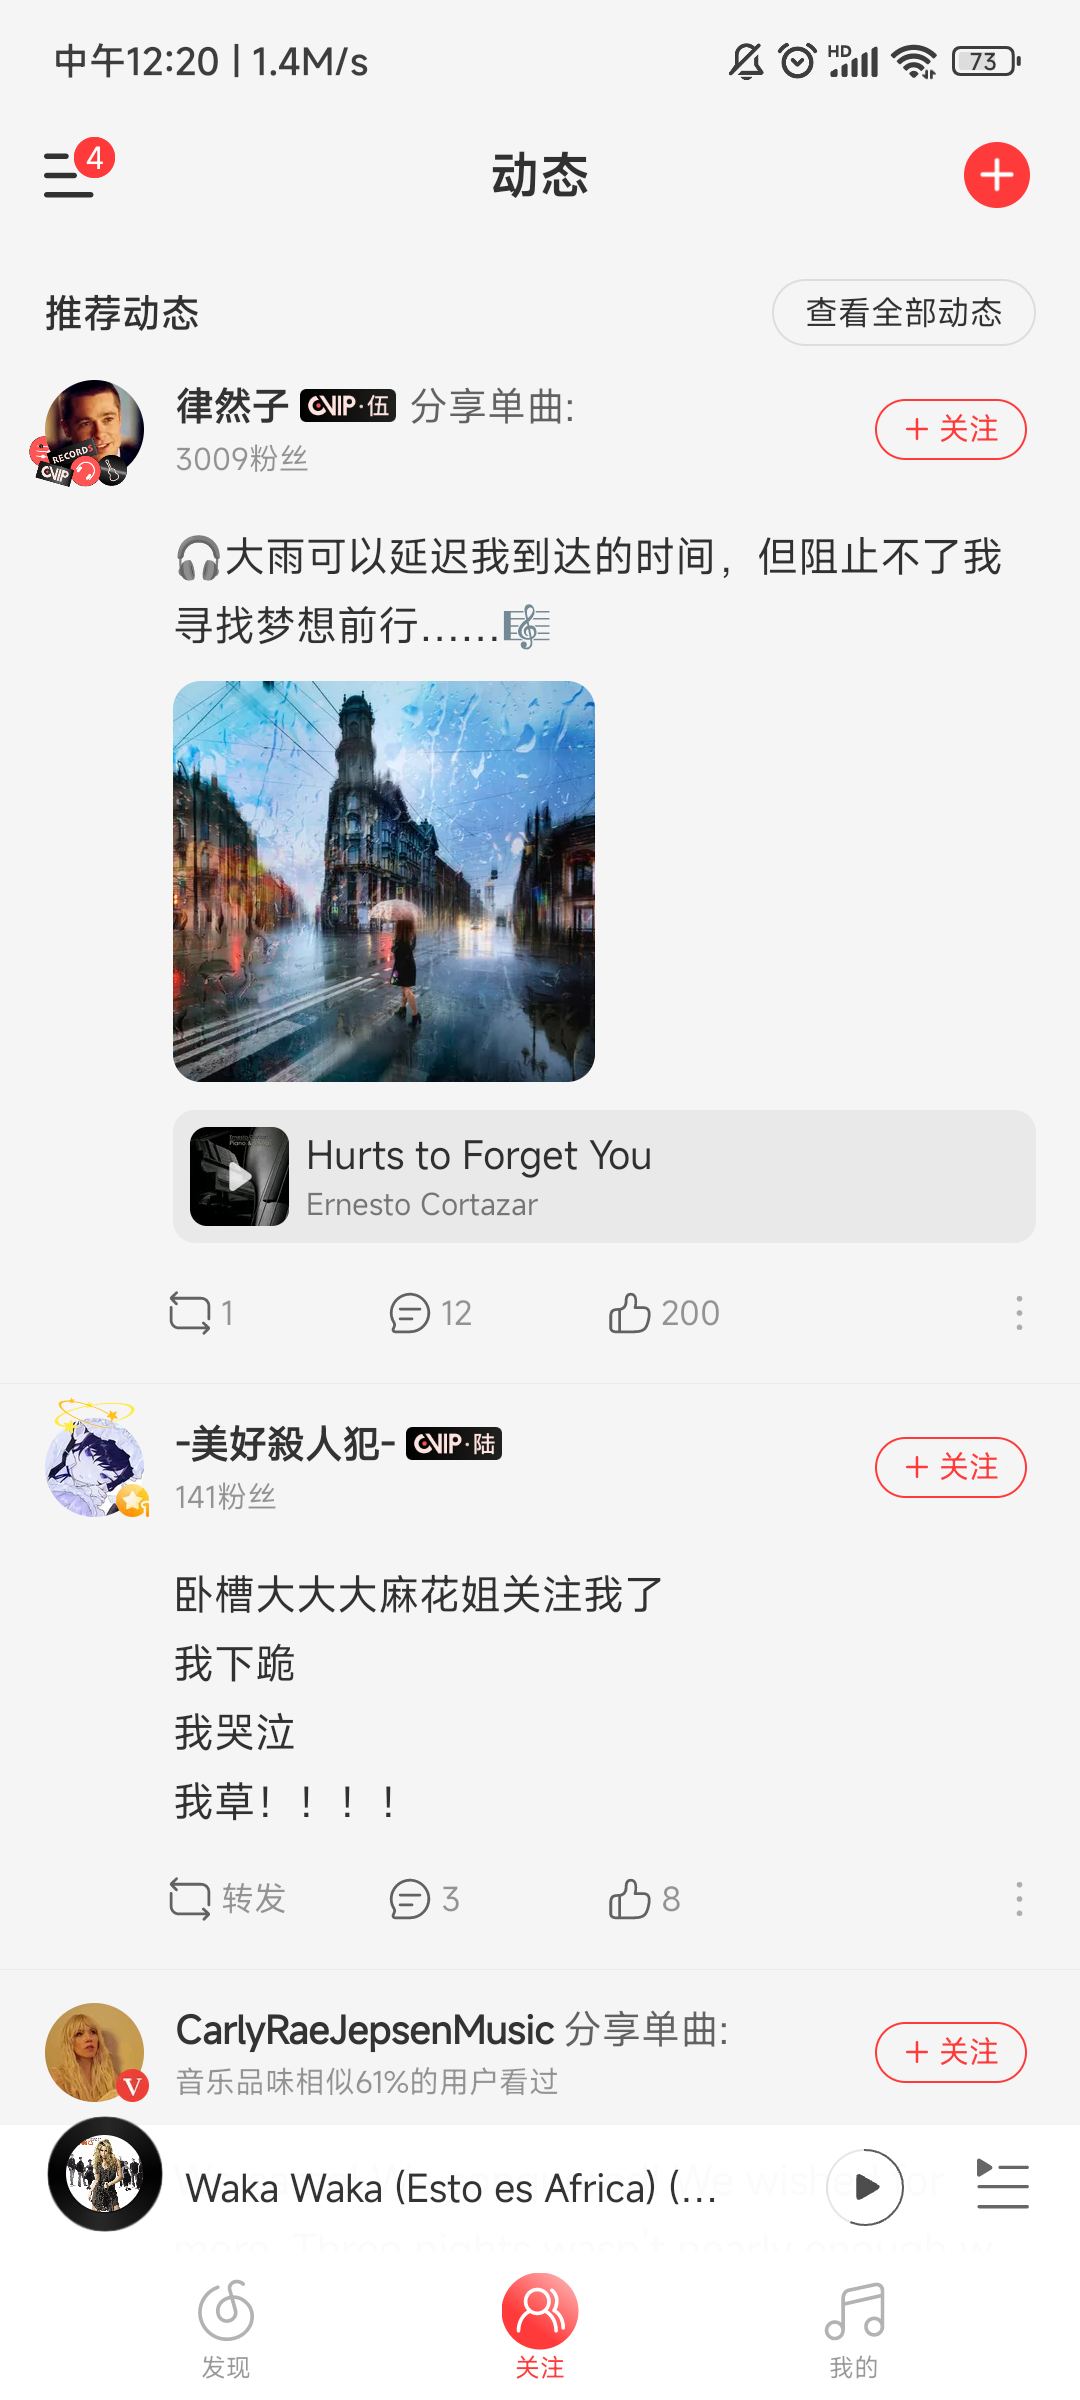 中午12:20 | 1.4M/s
HD
73
4
动态
推荐动态
查看全部动态
律然子 CVIP·伍 分享单曲:
3009粉丝
+ 关注
RECORDS
CVIP
🎧大雨可以延迟我到达的时间，但阻止不了我
寻找梦想前行……🎼
Hurts to Forget You
Ernesto Cortazar
1
12
200
-美好殺人犯- CVIP·陆
141粉丝
+ 关注
1
卧槽大大大麻花姐关注我了
我下跪
我哭泣
我草！！！！
转发
3
8
CarlyRaeJepsenMusic 分享单曲:
音乐品味相似61%的用户看过
+ 关注
V
Waka Waka (Esto es Africa) (...
发现
关注
我的